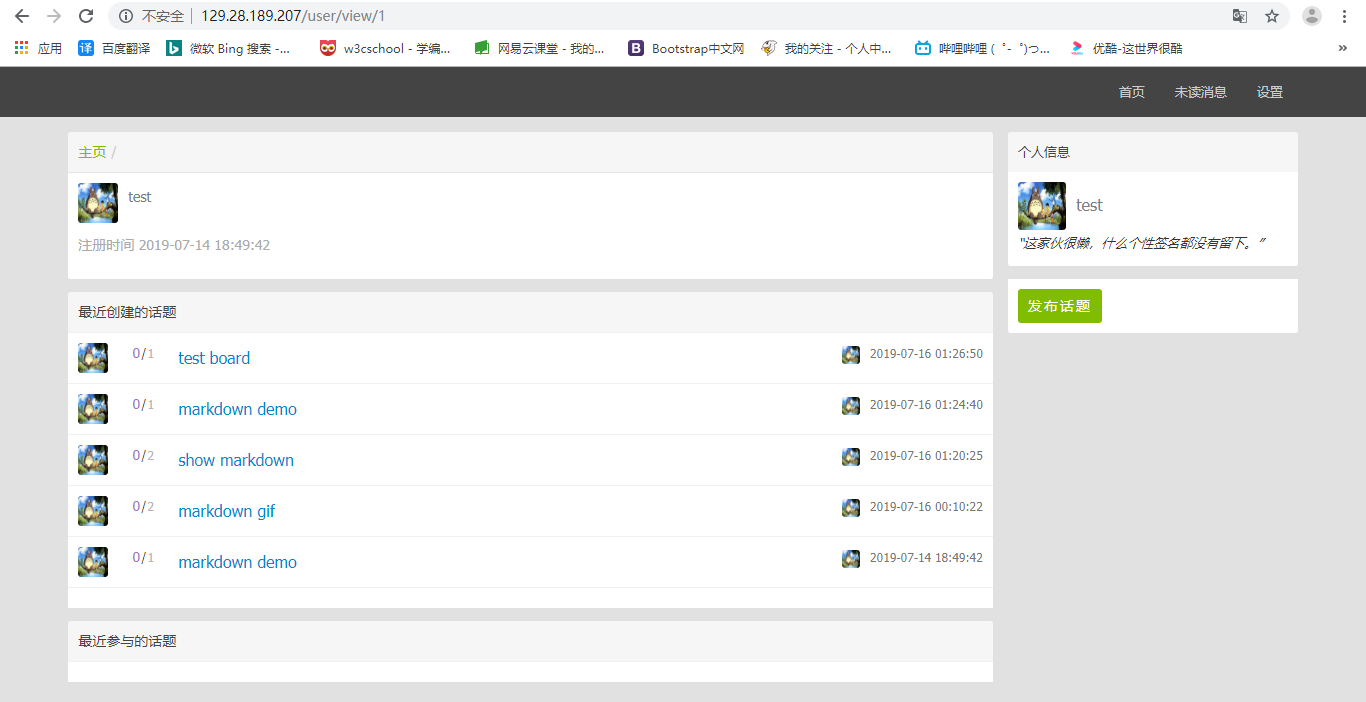 不安全 129.28.189.207/user/view/1
应用 百度翻译 微软 Bing 搜索 -... w3cschool - 学编... 网易云课堂 - 我的... Bootstrap中文网 我的关注 - 个人中... 哔哩哔哩 ( ゜- ゜)つ... 优酷-这世界很酷 »
首页 未读消息 设置
主页 /
test
注册时间 2019-07-14 18:49:42
最近创建的话题
0/1 test board 2019-07-16 01:26:50
0/1 markdown demo 2019-07-16 01:24:40
0/2 show markdown 2019-07-16 01:20:25
0/2 markdown gif 2019-07-16 00:10:22
0/1 markdown demo 2019-07-14 18:49:42
最近参与的话题
个人信息
test
"这家伙很懒，什么个性签名都没有留下。"
发布话题